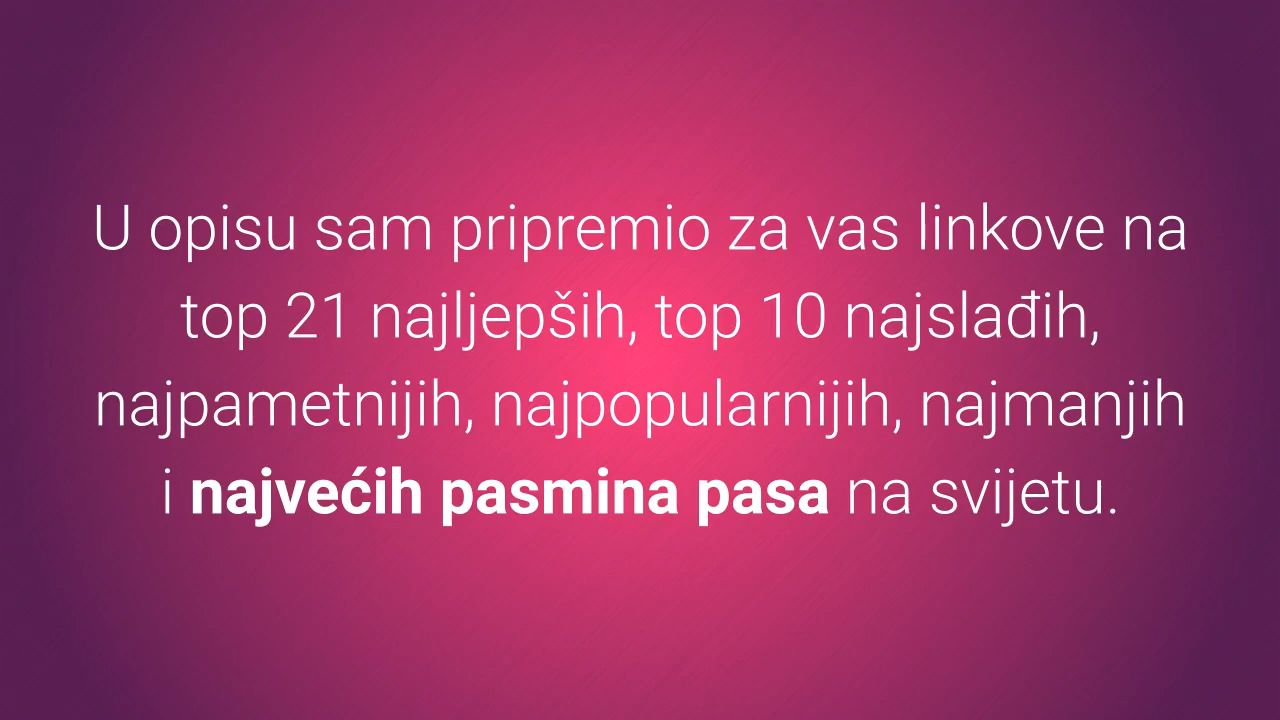 U opisu sam pripremio za vas linkove na
top 21 najljepših, top 10 najslađih,
najpametnijih, najpopularnijih, najmanjih
i najvećih pasmina pasa na svijetu.